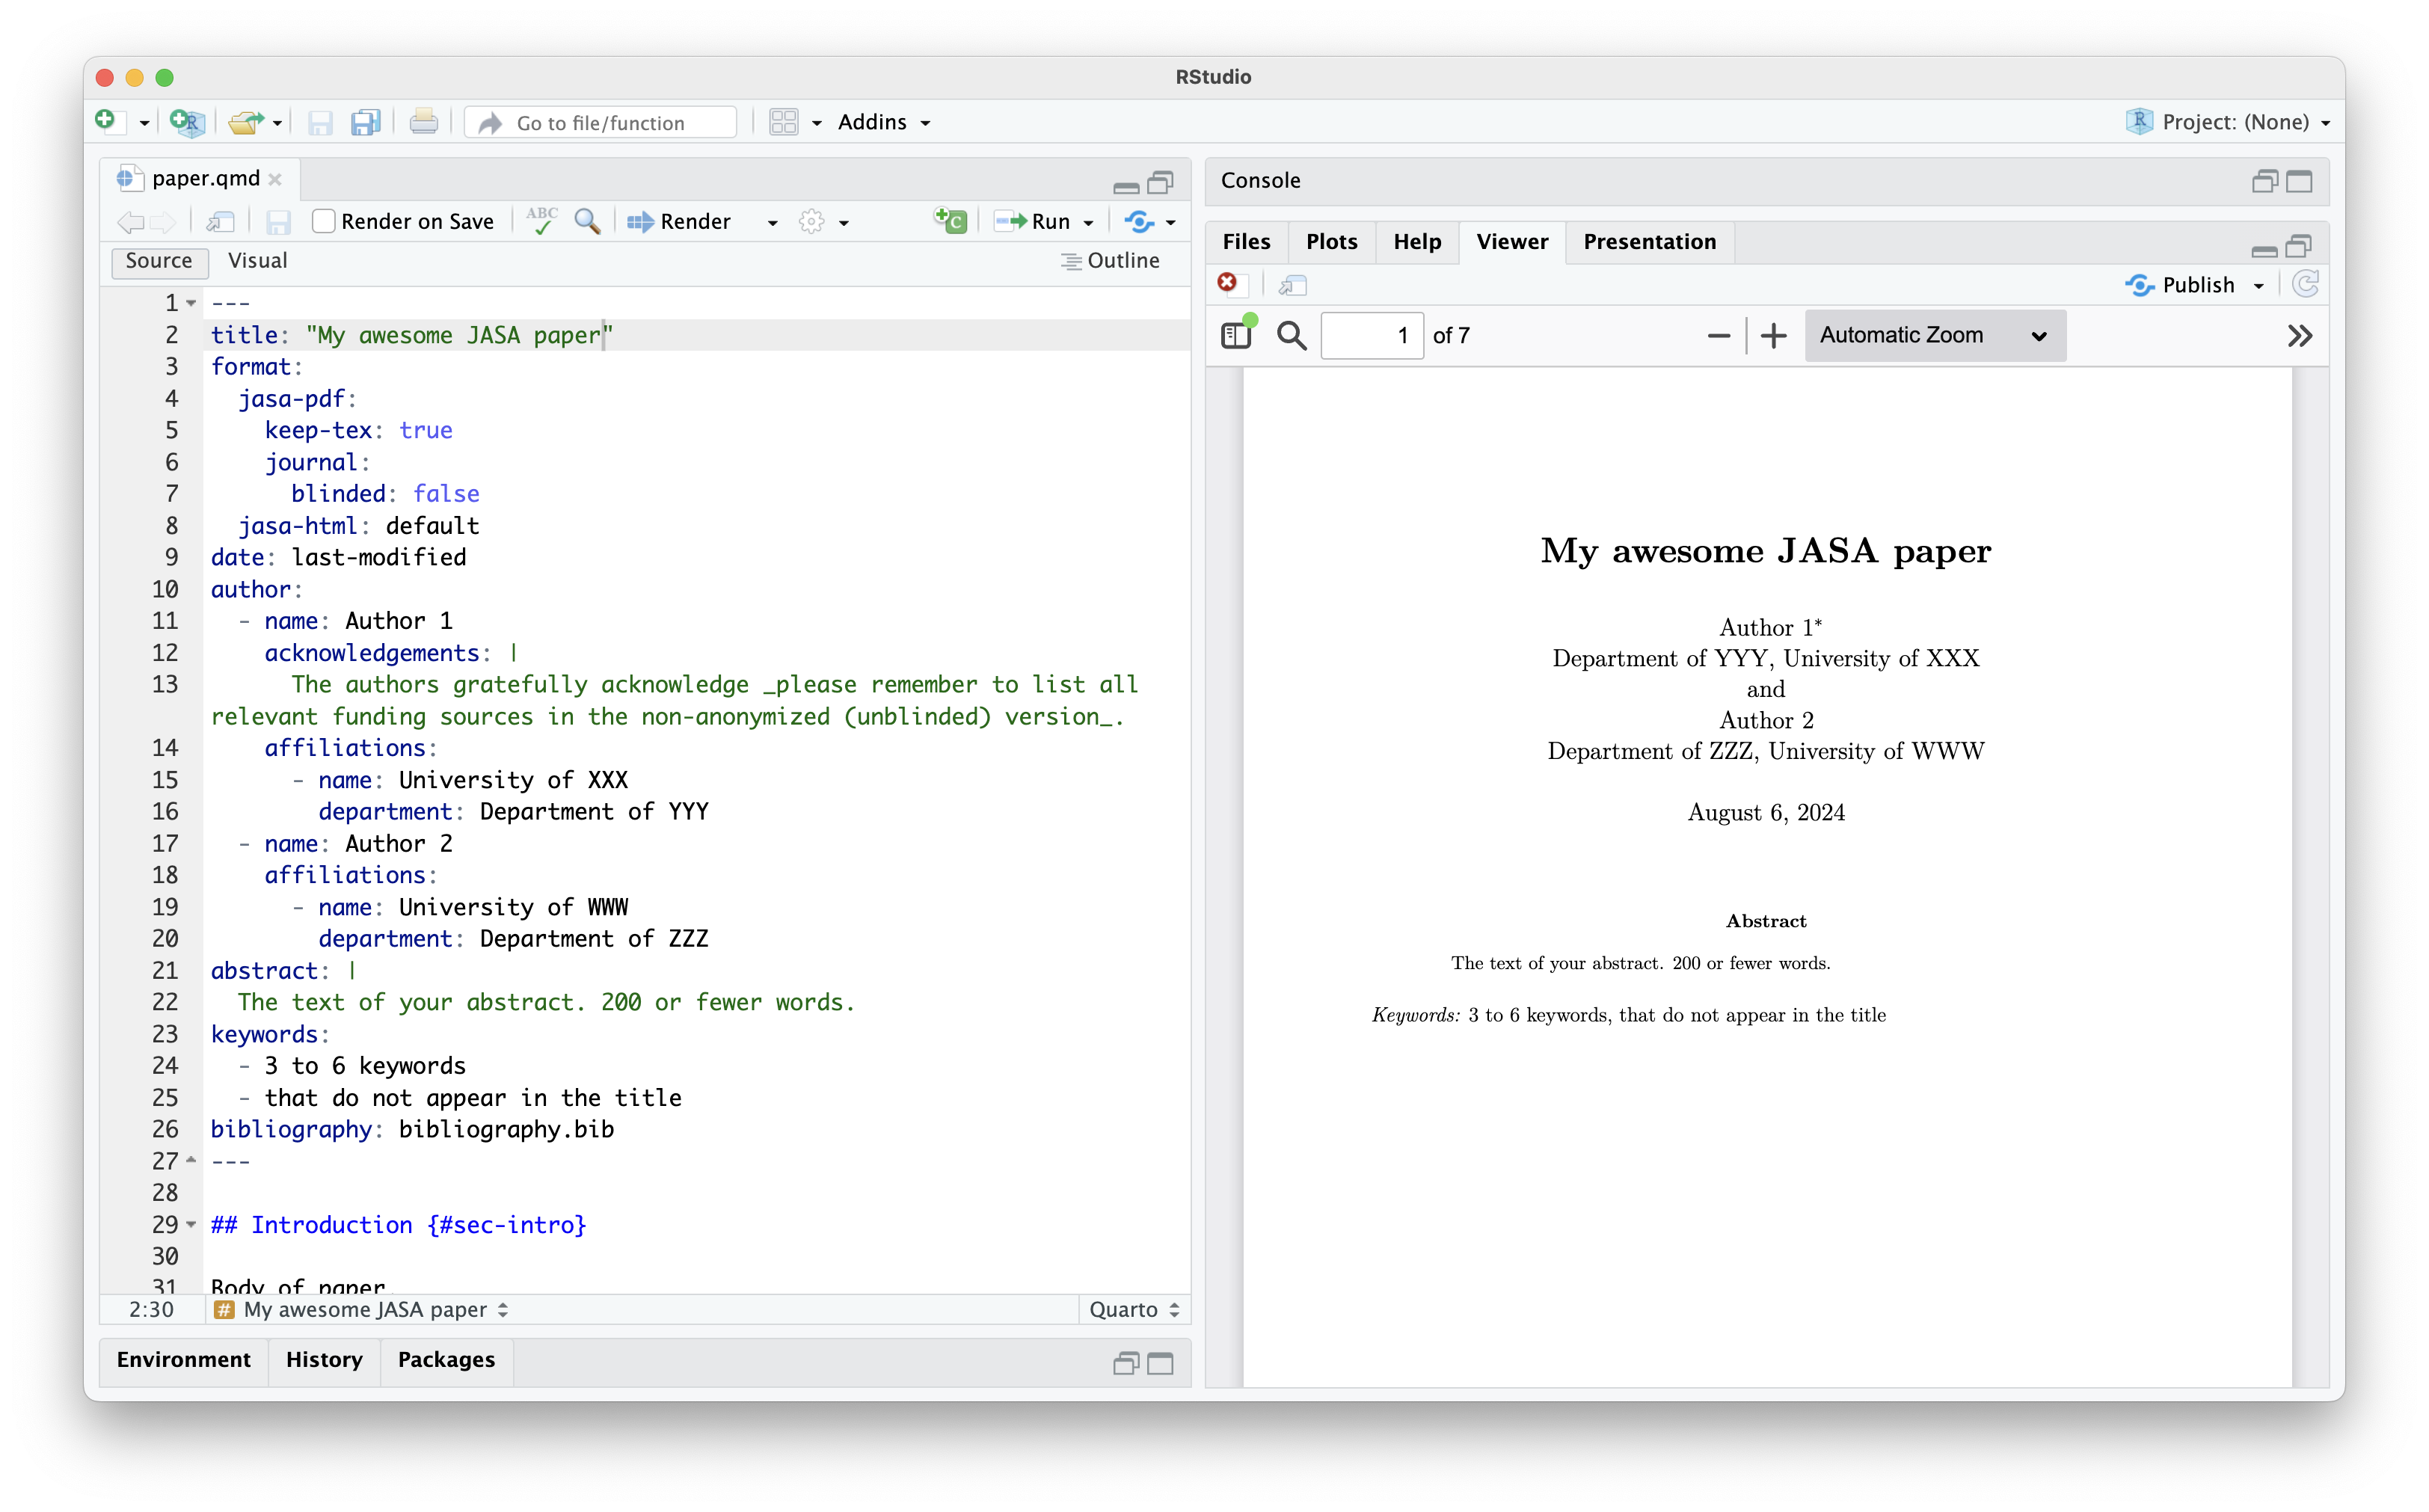 RStudio
Go to file/function
Addins
Project: (None)
paper.qmd
Render on Save
ABC
Render
Run
Source
Visual
Outline
1 ---
2 title: "My awesome JASA paper"
3 format:
4 jasa-pdf:
5 keep-tex: true
6 journal:
7 blinded: false
8 jasa-html: default
9 date: last-modified
10 author:
11 - name: Author 1
12 acknowledgements: |
13 The authors gratefully acknowledge _please remember to list all
relevant funding sources in the non-anonymized (unblinded) version_.
14 affiliations:
15 - name: University of XXX
16 department: Department of YYY
17 - name: Author 2
18 affiliations:
19 - name: University of WWW
20 department: Department of ZZZ
21 abstract: |
22 The text of your abstract. 200 or fewer words.
23 keywords:
24 - 3 to 6 keywords
25 - that do not appear in the title
26 bibliography: bibliography.bib
27 ---
28
29 ## Introduction {#sec-intro}
30
31 Body of paper.
2:30
# My awesome JASA paper
Quarto
Environment
History
Packages
Console
Files
Plots
Help
Viewer
Presentation
Publish
1 of 7
Automatic Zoom
My awesome JASA paper
Author 1*
Department of YYY, University of XXX
and
Author 2
Department of ZZZ, University of WWW
August 6, 2024
Abstract
The text of your abstract. 200 or fewer words.
Keywords: 3 to 6 keywords, that do not appear in the title